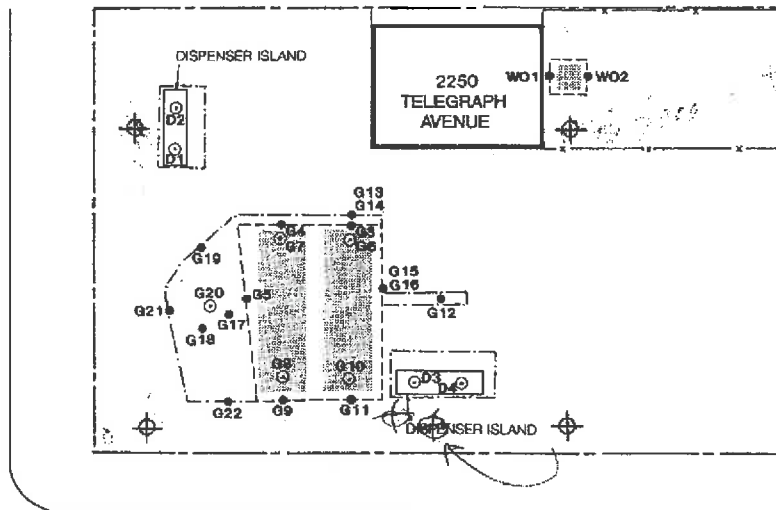 DISPENSER ISLAND
2250
TELEGRAPH
AVENUE
WO1
WO2
D2
D1
G13
G14
G4
G7
G3
G6
G19
G15
G16
G20
G5
G21
G17
G12
G18
G8
G10
D3
D4
G22
G9
G11
DISPENSER ISLAND